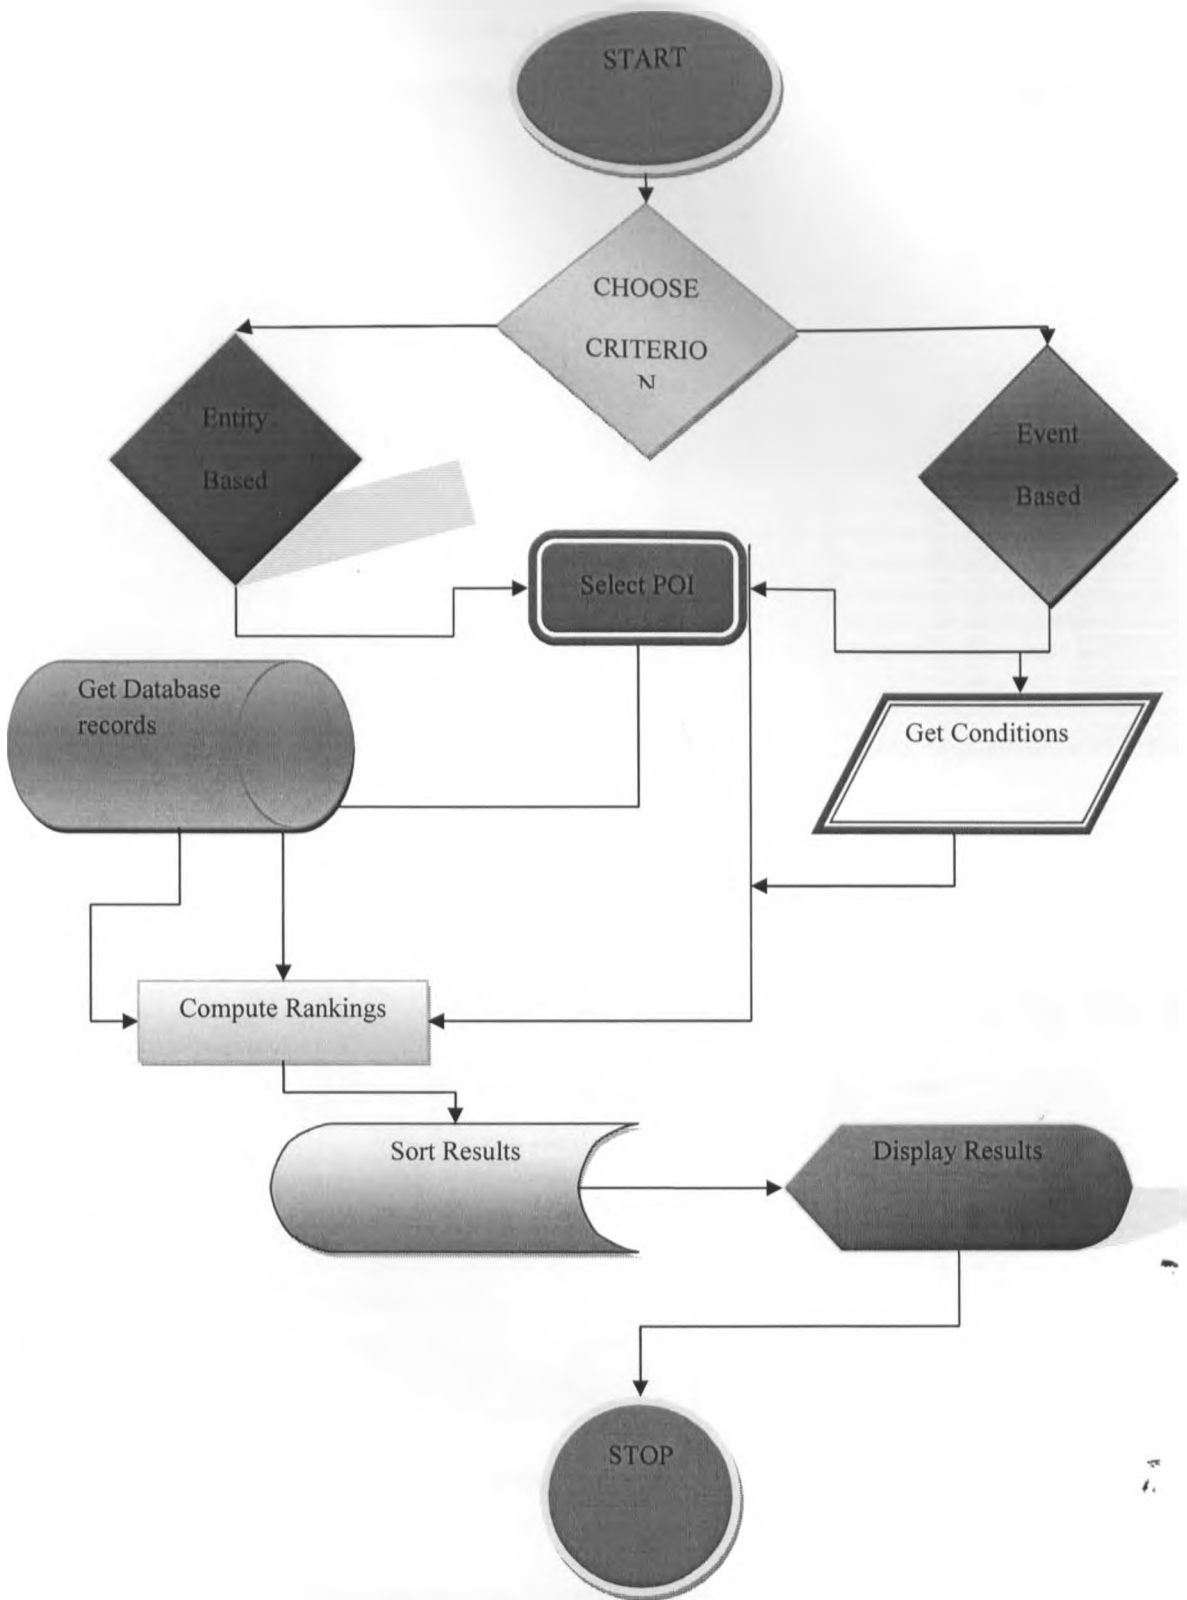 START
CHOOSE
CRITERIO
N
Entity
Based
Event
Based
Select POI
Get Database
records
Get Conditions
Compute Rankings
Sort Results
Display Results
STOP